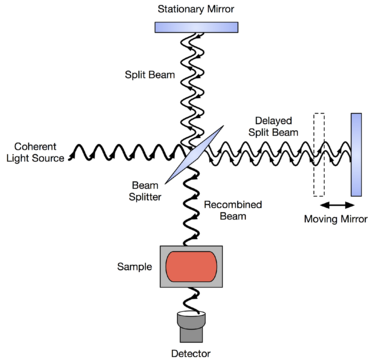 Stationary Mirror
Split Beam
Delayed
Split Beam
Coherent
Light Source
Beam
Splitter
Recombined
Beam
Moving Mirror
Sample
Detector